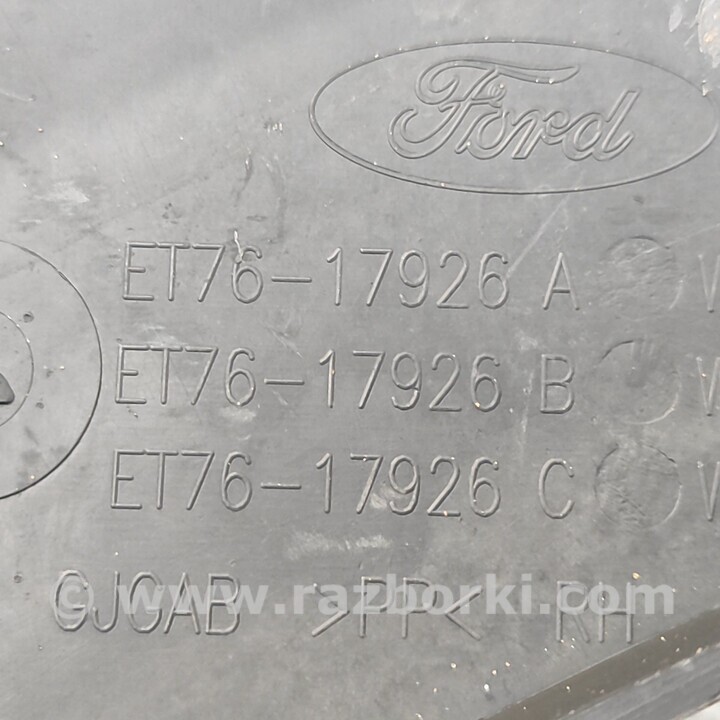 Ford
ET76-17926 A
ET76-17926 B
ET76-17926 C
© www.razborki.com
>PP< RH